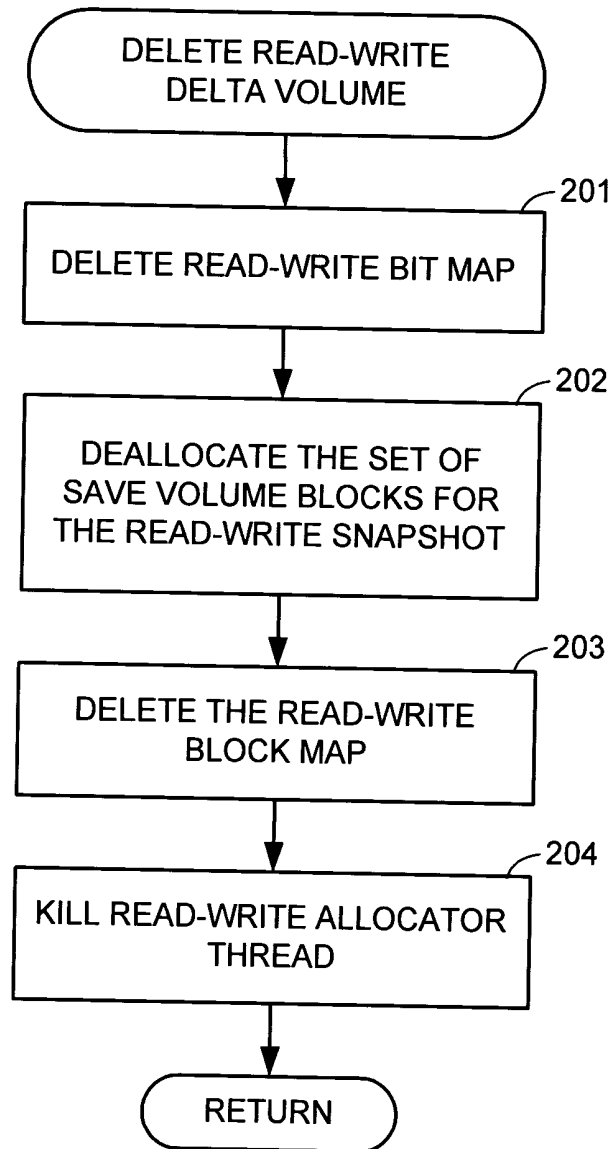 DELETE READ-WRITE
DELTA VOLUME
201
DELETE READ-WRITE BIT MAP
202
DEALLOCATE THE SET OF
SAVE VOLUME BLOCKS FOR
THE READ-WRITE SNAPSHOT
203
DELETE THE READ-WRITE
BLOCK MAP
204
KILL READ-WRITE ALLOCATOR
THREAD
RETURN